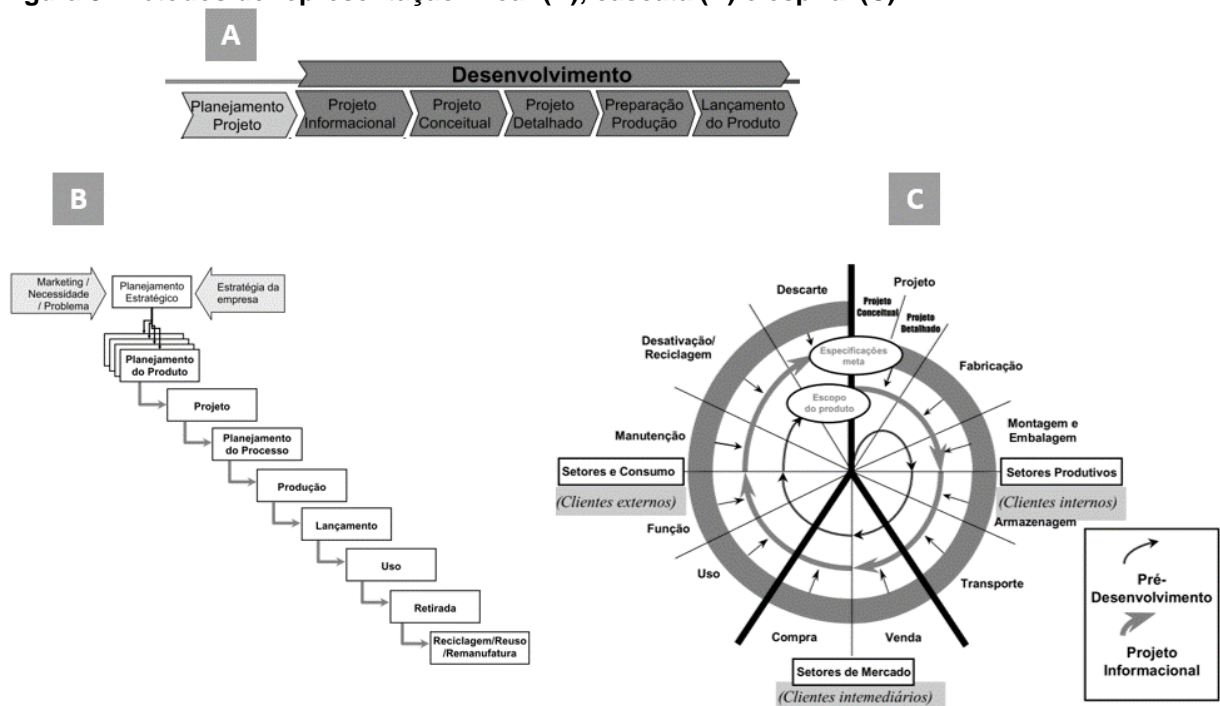 A
Desenvolvimento
Planejamento
Projeto
Projeto
Informacional
Projeto
Conceitual
Projeto
Detalhado
Preparação
Produção
Lançamento
do Produto
B
Marketing /
Necessidade
/ Problema
Planejamento
Estratégico
Estratégia da
empresa
Planejamento
do Produto
Projeto
Planejamento
do Processo
Produção
Lançamento
Uso
Retirada
Reciclagem/Reuso
/Remanufatura
C
Descarte
Projeto
Projeto
Conceitual
Projeto
Detalhado
Desativação/
Reciclagem
Especificações
meta
Fabricação
Escopo
do produto
Manutenção
Montagem e
Embalagem
Setores e Consumo
(Clientes externos)
Setores Produtivos
(Clientes internos)
Armazenagem
Função
Uso
Transporte
Compra
Venda
Setores de Mercado
(Clientes intemediários)
Pré-
Desenvolvimento
Projeto
Informacional